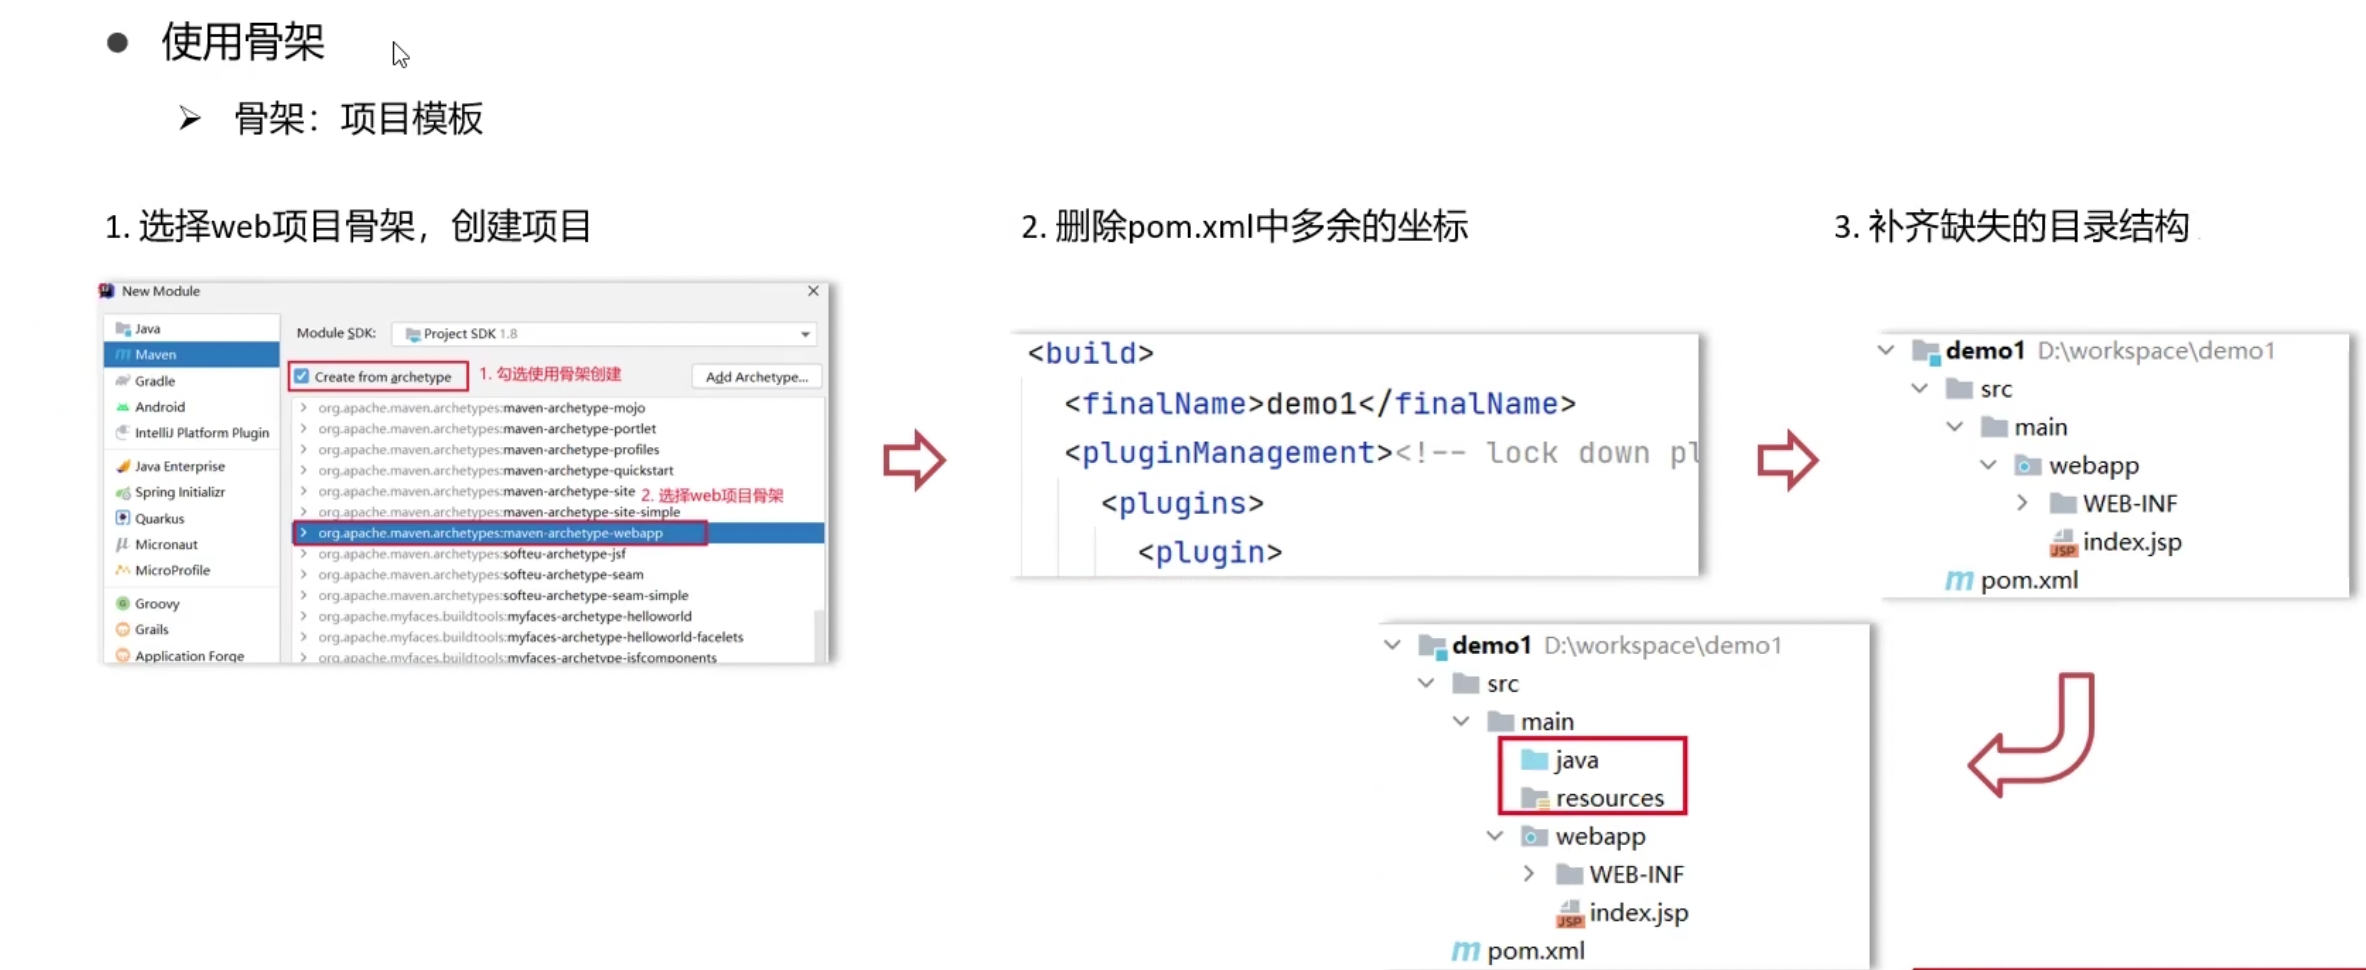 ● 使用骨架
➢ 骨架：项目模板
1. 选择web项目骨架，创建项目
New Module
Java
Maven
Gradle
Android
IntelliJ Platform Plugin
Java Enterprise
Spring Initializr
Quarkus
Micronaut
MicroProfile
Groovy
Grails
Application Forge
Module SDK: Project SDK 1.8
Create from archetype 1. 勾选使用骨架创建 Add Archetype...
org.apache.maven.archetypes:maven-archetype-mojo
org.apache.maven.archetypes:maven-archetype-portlet
org.apache.maven.archetypes:maven-archetype-profiles
org.apache.maven.archetypes:maven-archetype-quickstart
org.apache.maven.archetypes:maven-archetype-site 2. 选择web项目骨架
org.apache.maven.archetypes:maven-archetype-site-simple
org.apache.maven.archetypes:maven-archetype-webapp
org.apache.maven.archetypes:softeu-archetype-jsf
org.apache.maven.archetypes:softeu-archetype-seam
org.apache.maven.archetypes:softeu-archetype-seam-simple
org.apache.myfaces.buildtools:myfaces-archetype-helloworld
org.apache.myfaces.buildtools:myfaces-archetype-helloworld-facelets
org.apache.myfaces.buildtools:myfaces-archetype-jsfcomponents
2. 删除pom.xml中多余的坐标
<build>
<finalName>demo1</finalName>
<pluginManagement><!-- lock down pl
<plugins>
<plugin>
3. 补齐缺失的目录结构
demo1 D:\workspace\demo1
src
main
webapp
WEB-INF
index.jsp
pom.xml
demo1 D:\workspace\demo1
src
main
java
resources
webapp
WEB-INF
index.jsp
pom.xml